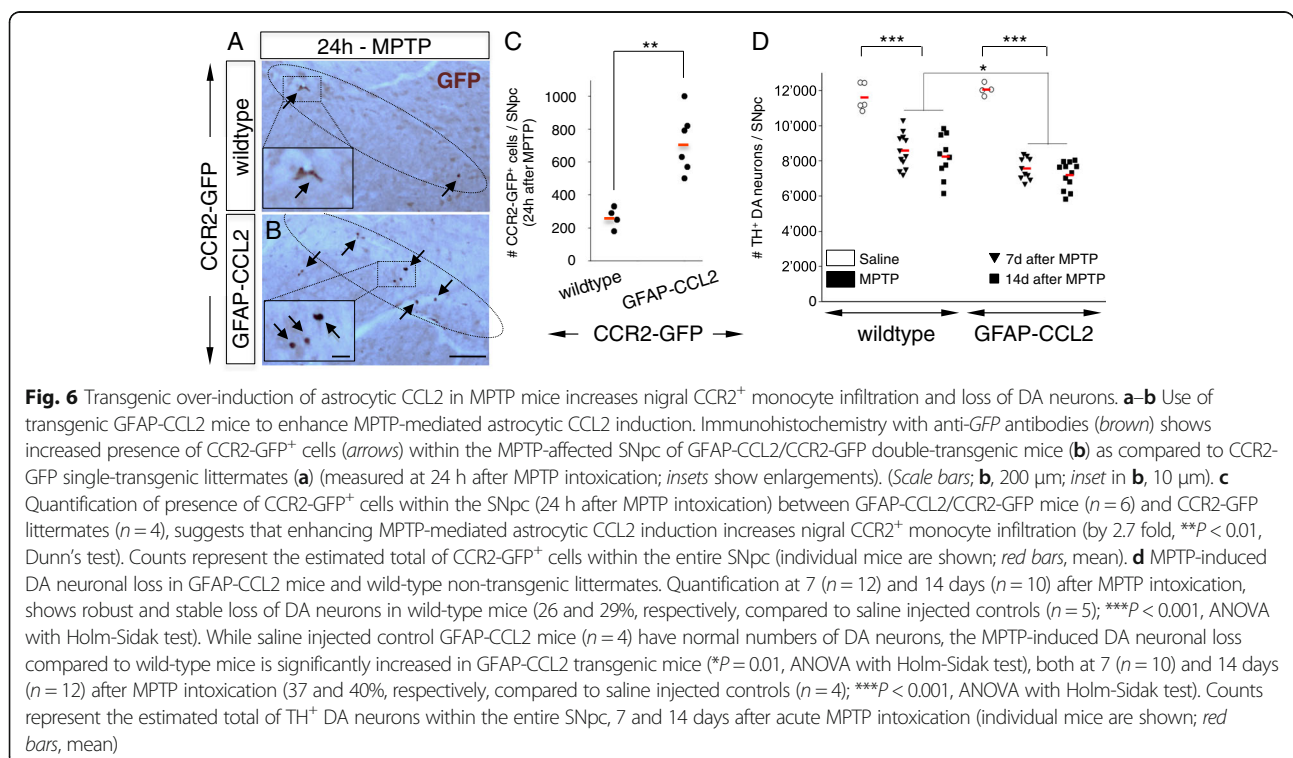 A
24h - MPTP
GFP
CCR2-GFP
wildtype
GFAP-CCL2
B
C
**
# CCR2-GFP⁺ cells / SNpc
(24h after MPTP)
1000
800
600
400
200
0
wildtype
GFAP-CCL2
CCR2-GFP
D
***
***
*
# TH⁺ DA neurons / SNpc
12'000
10'000
8'000
6'000
4'000
2'000
0
Saline
MPTP
7d after MPTP
14d after MPTP
wildtype
GFAP-CCL2
Fig. 6 Transgenic over-induction of astrocytic CCL2 in MPTP mice increases nigral CCR2⁺ monocyte infiltration and loss of DA neurons. a–b Use of
transgenic GFAP-CCL2 mice to enhance MPTP-mediated astrocytic CCL2 induction. Immunohistochemistry with anti-GFP antibodies (brown) shows
increased presence of CCR2-GFP⁺ cells (arrows) within the MPTP-affected SNpc of GFAP-CCL2/CCR2-GFP double-transgenic mice (b) as compared to CCR2-
GFP single-transgenic littermates (a) (measured at 24 h after MPTP intoxication; insets show enlargements). (Scale bars; b, 200 μm; inset in b, 10 μm). c
Quantification of presence of CCR2-GFP⁺ cells within the SNpc (24 h after MPTP intoxication) between GFAP-CCL2/CCR2-GFP mice (n = 6) and CCR2-GFP
littermates (n = 4), suggests that enhancing MPTP-mediated astrocytic CCL2 induction increases nigral CCR2⁺ monocyte infiltration (by 2.7 fold, **P < 0.01,
Dunn's test). Counts represent the estimated total of CCR2-GFP⁺ cells within the entire SNpc (individual mice are shown; red bars, mean). d MPTP-induced
DA neuronal loss in GFAP-CCL2 mice and wild-type non-transgenic littermates. Quantification at 7 (n = 12) and 14 days (n = 10) after MPTP intoxication,
shows robust and stable loss of DA neurons in wild-type mice (26 and 29%, respectively, compared to saline injected controls (n = 5); ***P < 0.001, ANOVA
with Holm-Sidak test). While saline injected control GFAP-CCL2 mice (n = 4) have normal numbers of DA neurons, the MPTP-induced DA neuronal loss
compared to wild-type mice is significantly increased in GFAP-CCL2 transgenic mice (*P = 0.01, ANOVA with Holm-Sidak test), both at 7 (n = 10) and 14 days
(n = 12) after MPTP intoxication (37 and 40%, respectively, compared to saline injected controls (n = 4); ***P < 0.001, ANOVA with Holm-Sidak test). Counts
represent the estimated total of TH⁺ DA neurons within the entire SNpc, 7 and 14 days after acute MPTP intoxication (individual mice are shown; red
bars, mean)